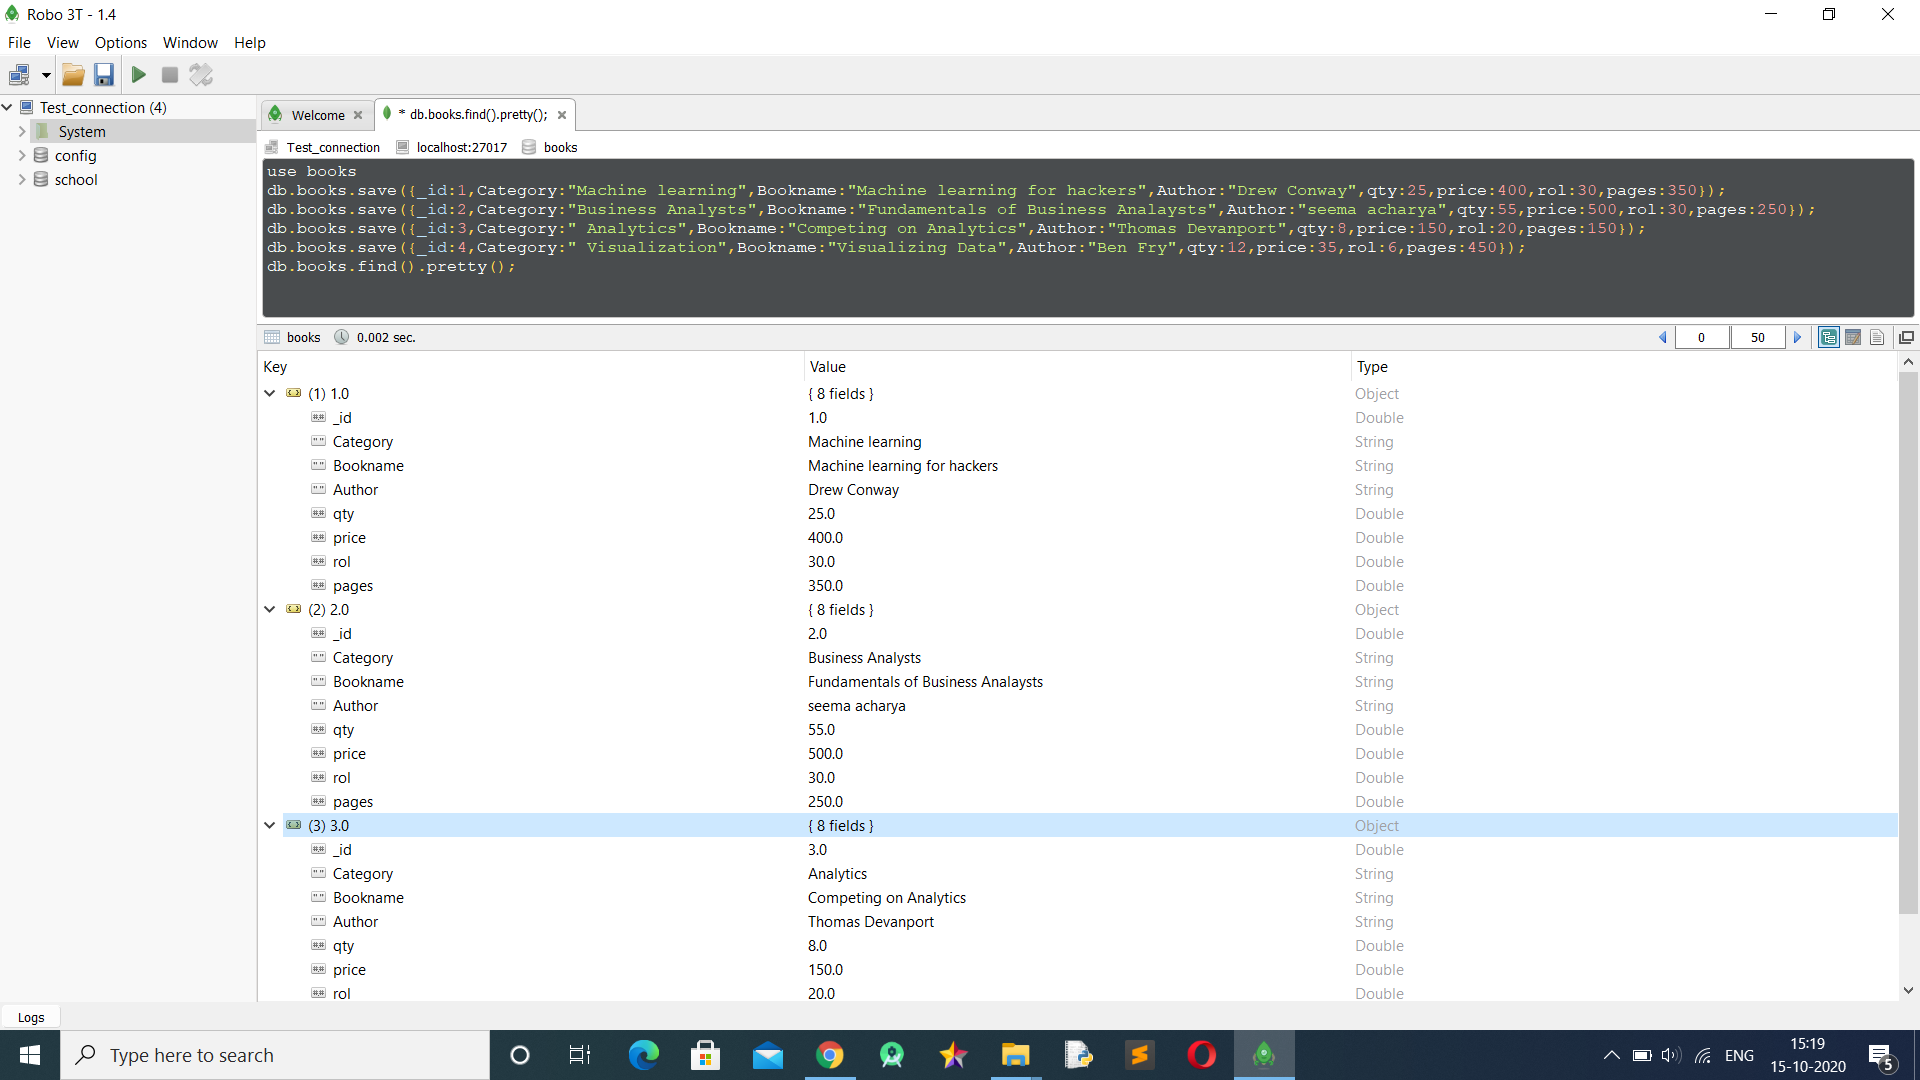 Robo 3T - 1.4
File View Options Window Help
Test_connection (4)
System
config
school
Welcome
* db.books.find().pretty();
Test_connection localhost:27017 books
use books
db.books.save({_id:1,Category:"Machine learning",Bookname:"Machine learning for hackers",Author:"Drew Conway",qty:25,price:400,rol:30,pages:350});
db.books.save({_id:2,Category:"Business Analysts",Bookname:"Fundamentals of Business Analaysts",Author:"seema acharya",qty:55,price:500,rol:30,pages:250});
db.books.save({_id:3,Category:" Analytics",Bookname:"Competing on Analytics",Author:"Thomas Devanport",qty:8,price:150,rol:20,pages:150});
db.books.save({_id:4,Category:" Visualization",Bookname:"Visualizing Data",Author:"Ben Fry",qty:12,price:35,rol:6,pages:450});
db.books.find().pretty();
books 0.002 sec. 0 50
Key Value Type
(1) 1.0 { 8 fields } Object
_id 1.0 Double
Category Machine learning String
Bookname Machine learning for hackers String
Author Drew Conway String
qty 25.0 Double
price 400.0 Double
rol 30.0 Double
pages 350.0 Double
(2) 2.0 { 8 fields } Object
_id 2.0 Double
Category Business Analysts String
Bookname Fundamentals of Business Analaysts String
Author seema acharya String
qty 55.0 Double
price 500.0 Double
rol 30.0 Double
pages 250.0 Double
(3) 3.0 { 8 fields } Object
_id 3.0 Double
Category Analytics String
Bookname Competing on Analytics String
Author Thomas Devanport String
qty 8.0 Double
price 150.0 Double
rol 20.0 Double
Logs
Type here to search
ENG
15:19
15-10-2020
5